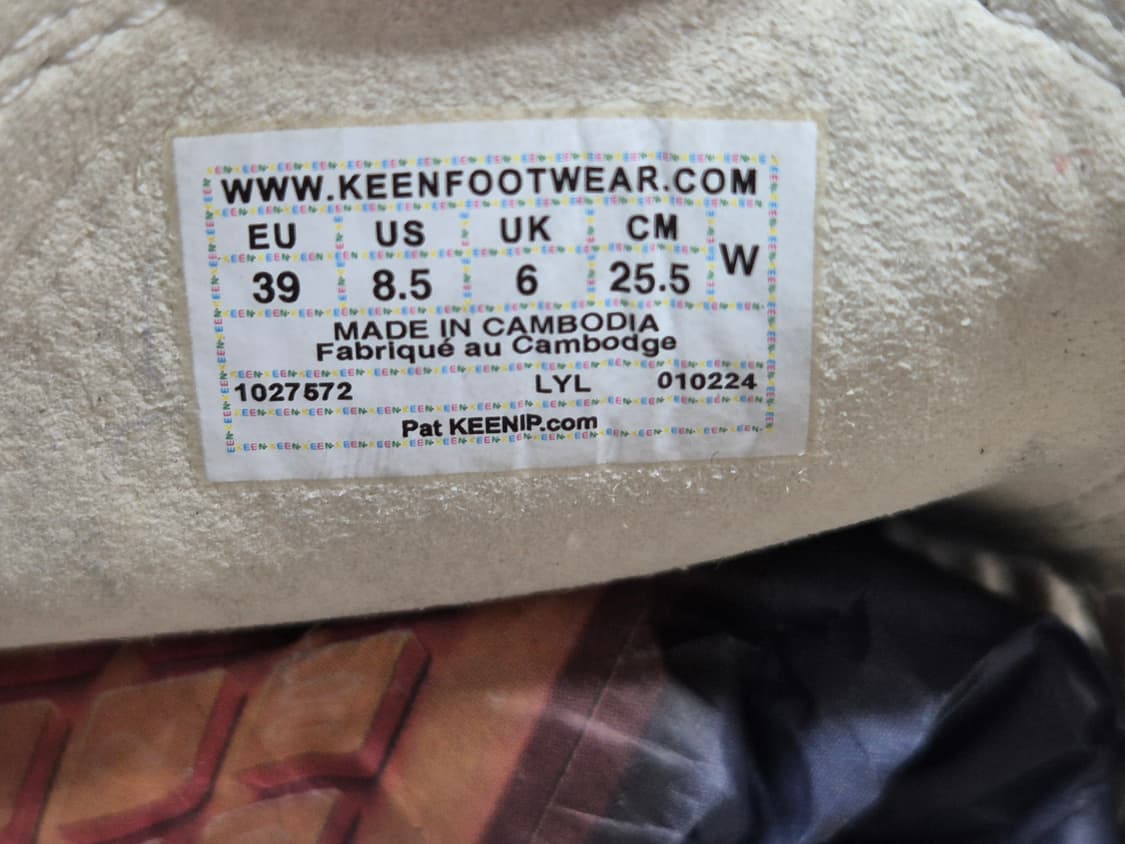 WWW.KEENFOOTWEAR.COM
EU US UK CM W
39 8.5 6 25.5
MADE IN CAMBODIA
Fabriqué au Cambodge
1027572 LYL 010224
Pat KEENIP.com